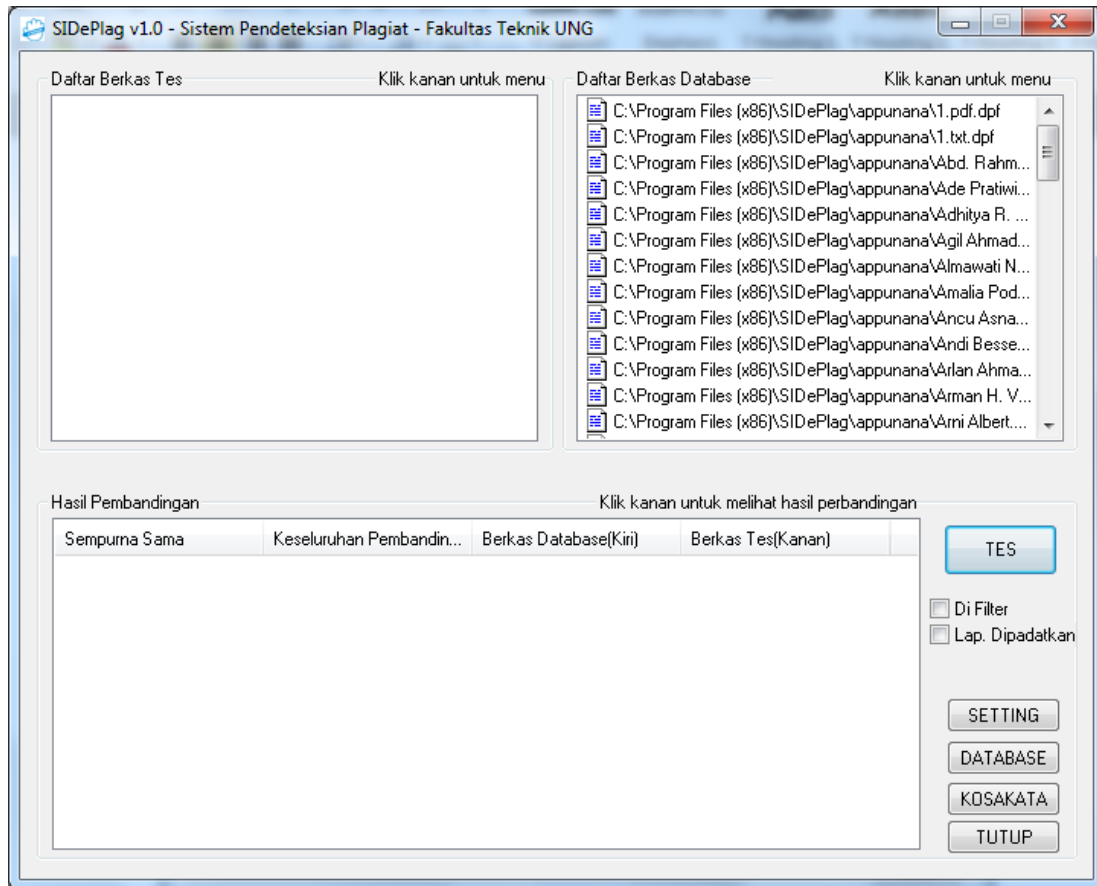 SIDePlag v1.0 - Sistem Pendeteksian Plagiat - Fakultas Teknik UNG
Daftar Berkas Tes Klik kanan untuk menu
Daftar Berkas Database Klik kanan untuk menu
C:\Program Files (x86)\SIDePlag\appunana\1.pdf.dpf
C:\Program Files (x86)\SIDePlag\appunana\1.txt.dpf
C:\Program Files (x86)\SIDePlag\appunana\Abd. Rahm...
C:\Program Files (x86)\SIDePlag\appunana\Ade Pratiwi...
C:\Program Files (x86)\SIDePlag\appunana\Adhitya R. ...
C:\Program Files (x86)\SIDePlag\appunana\Agil Ahmad...
C:\Program Files (x86)\SIDePlag\appunana\Almawati N...
C:\Program Files (x86)\SIDePlag\appunana\Amalia Pod...
C:\Program Files (x86)\SIDePlag\appunana\Ancu Asna...
C:\Program Files (x86)\SIDePlag\appunana\Andi Besse...
C:\Program Files (x86)\SIDePlag\appunana\Arlan Ahma...
C:\Program Files (x86)\SIDePlag\appunana\Arman H. V...
C:\Program Files (x86)\SIDePlag\appunana\Arni Albert....
Hasil Pembandingan Klik kanan untuk melihat hasil perbandingan
Sempurna Sama Keseluruhan Pembandin... Berkas Database(Kiri) Berkas Tes(Kanan)
TES
Di Filter
Lap. Dipadatkan
SETTING
DATABASE
KOSAKATA
TUTUP